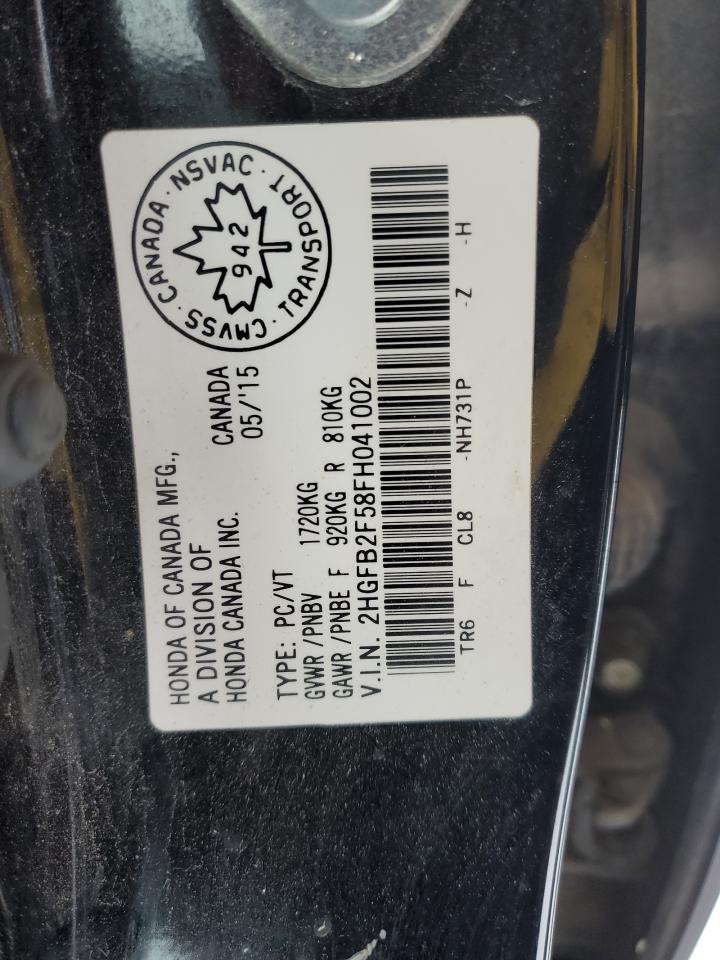 HONDA OF CANADA MFG.,
A DIVISION OF
HONDA CANADA INC.
CANADA
05/'15
CMVSS · CANADA · NSVAC · TRANSPORT ·
942
TYPE: PC/VT
GVWR /PNBV 1720KG
GAWR /PNBE F 920KG R 810KG
V.I.N. 2HGFB2F58FH041002
TR6 F CL8 -NH731P -Z -H